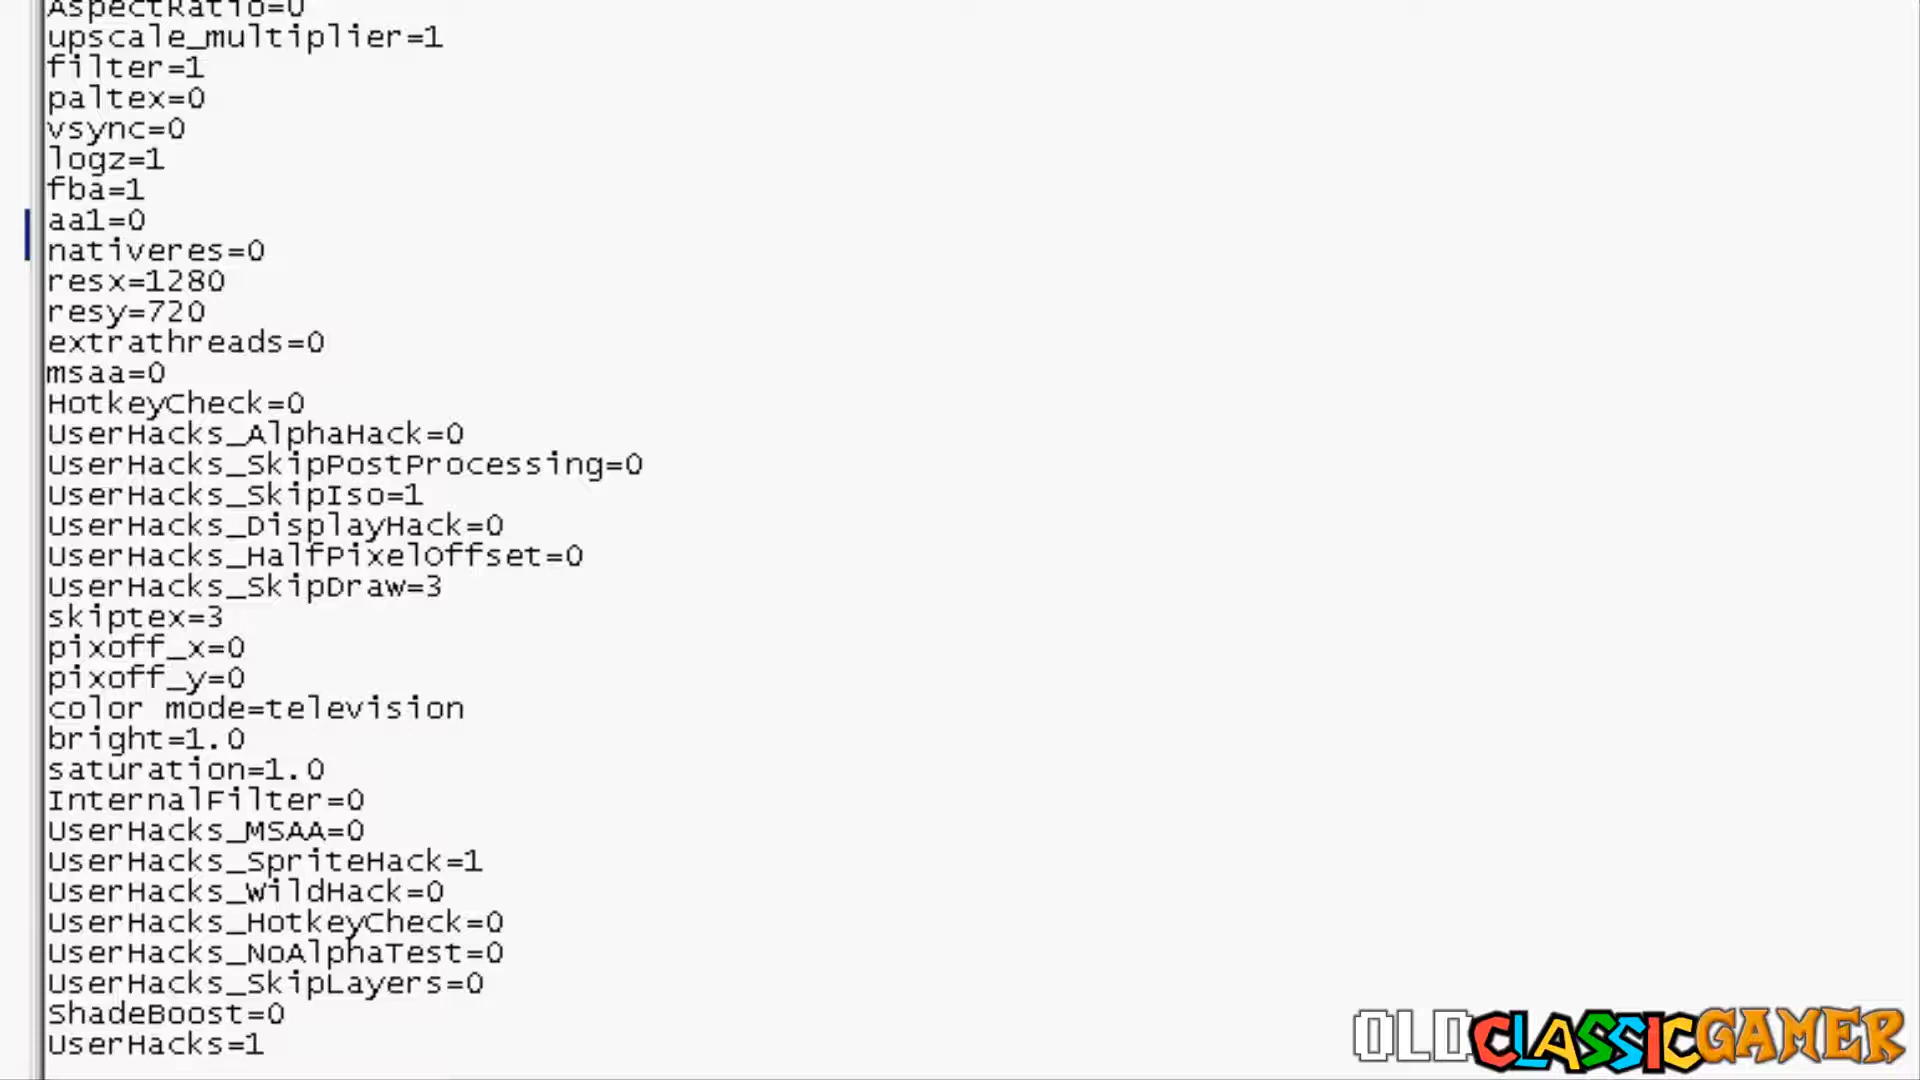 AspectRatio=0
upscale_multiplier=1
filter=1
paltex=0
vsync=0
logz=1
fba=1
aa1=0
nativeres=0
resx=1280
resy=720
extrathreads=0
msaa=0
HotkeyCheck=0
UserHacks_AlphaHack=0
UserHacks_SkipPostProcessing=0
UserHacks_SkipIso=1
UserHacks_DisplayHack=0
UserHacks_HalfPixelOffset=0
UserHacks_SkipDraw=3
skiptex=3
pixoff_x=0
pixoff_y=0
color mode=television
bright=1.0
saturation=1.0
InternalFilter=0
UserHacks_MSAA=0
UserHacks_SpriteHack=1
UserHacks_WildHack=0
UserHacks_HotkeyCheck=0
UserHacks_NoAlphaTest=0
UserHacks_SkipLayers=0
ShadeBoost=0
UserHacks=1
OLDCLASSICGAMER